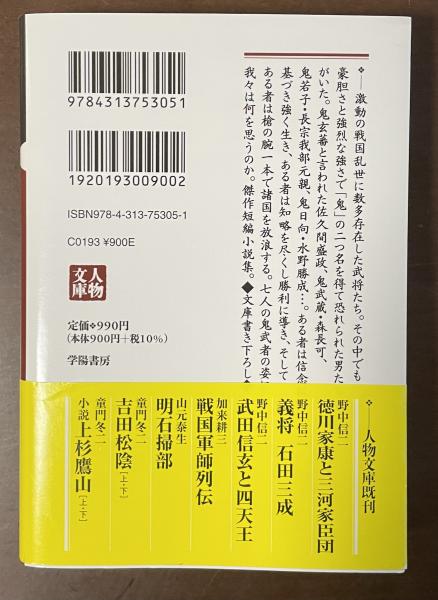 ❖――激動の戦国乱世に数多存在した武将たち。その中でも
豪胆さと強烈な強さで「鬼」の二つ名を得て恐れられた男た
がいた。鬼玄蕃と言われた佐久間盛政、鬼武蔵・森長可、
鬼若子・長宗我部元親、鬼日向・水野勝成…。ある者は信念
基づき強く生き、ある者は知略を尽くし勝利に導き、そして
ある者は槍の腕一本で諸国を放浪する。七人の鬼武者の姿に
我々は何を思うのか。傑作短編小説集。◆文庫書き下ろし◆
9784313753051
1920193009002
ISBN978-4-313-75305-1
C0193 ¥900E
人物
文庫
定価❖990円
(本体900円+税10%)
学陽書房
❖――人物文庫既刊
野中信二
徳川家康と三河家臣団
野中信二
義将 石田三成
野中信二
武田信玄と四天王
加来耕三
戦国軍師列伝
山元泰生
明石掃部
童門冬二
吉田松陰[上・下]
童門冬二
小説 上杉鷹山[上・下]